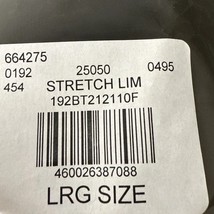 664275
0192 25050 0495
454 STRETCH LIM
192BT212110F
460026387088
LRG SIZE